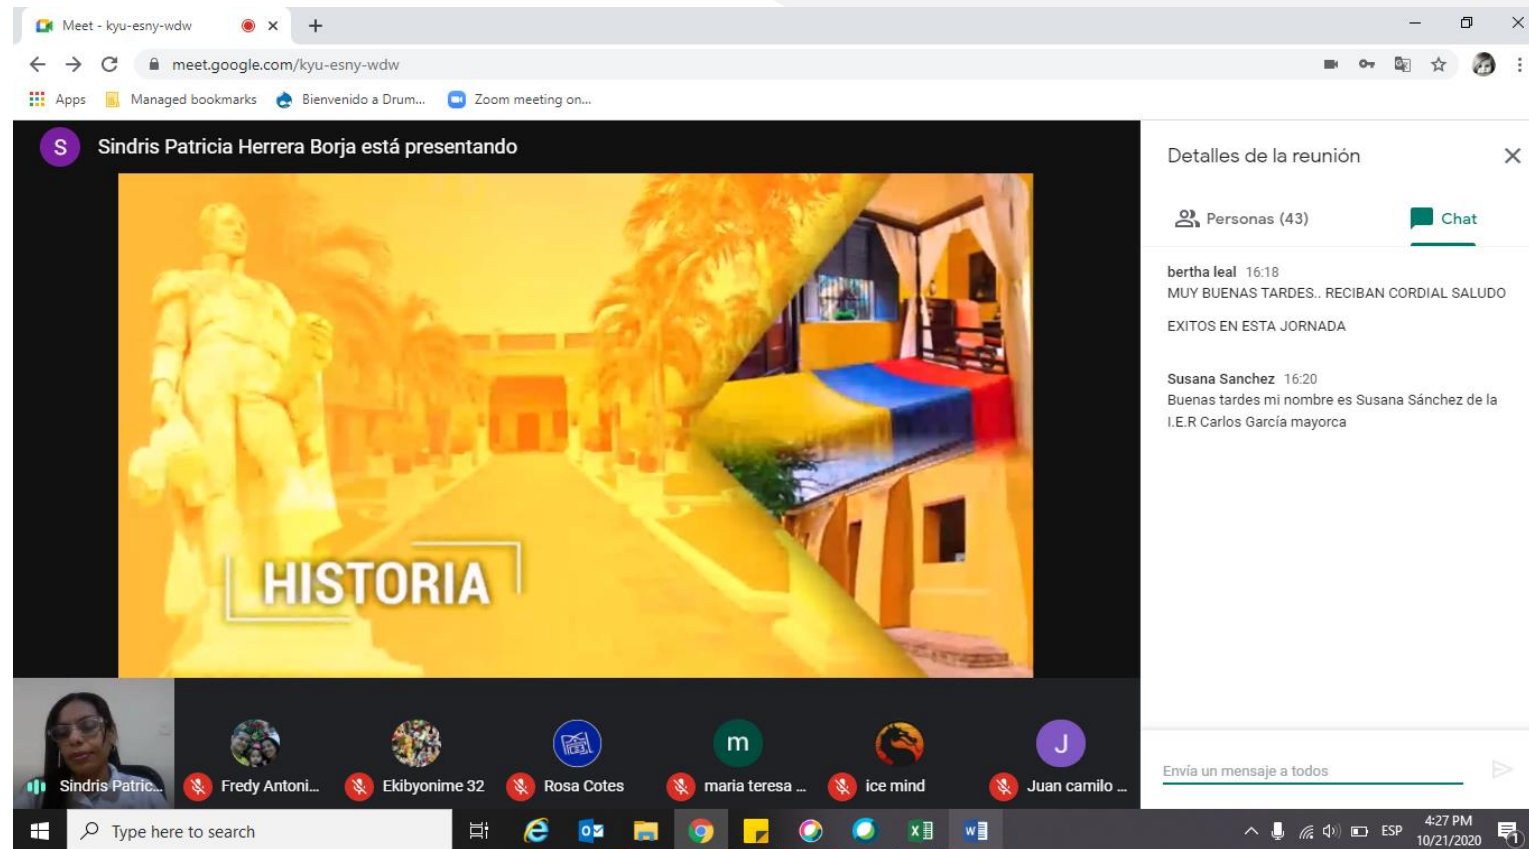 Meet - kyu-esny-wdw
meet.google.com/kyu-esny-wdw
Apps
Managed bookmarks
Bienvenido a Drum...
Zoom meeting on...
S
Sindris Patricia Herrera Borja está presentando
HISTORIA
Sindris Patric...
Fredy Antoni...
Ekibyonime 32
Rosa Cotes
m
maria teresa ...
ice mind
J
Juan camilo ...
Detalles de la reunión
Personas (43)
Chat
bertha leal 16:18
MUY BUENAS TARDES.. RECIBAN CORDIAL SALUDO
EXITOS EN ESTA JORNADA
Susana Sanchez 16:20
Buenas tardes mi nombre es Susana Sánchez de la
I.E.R Carlos García mayorca
Envía un mensaje a todos
Type here to search
ESP
4:27 PM
10/21/2020
1